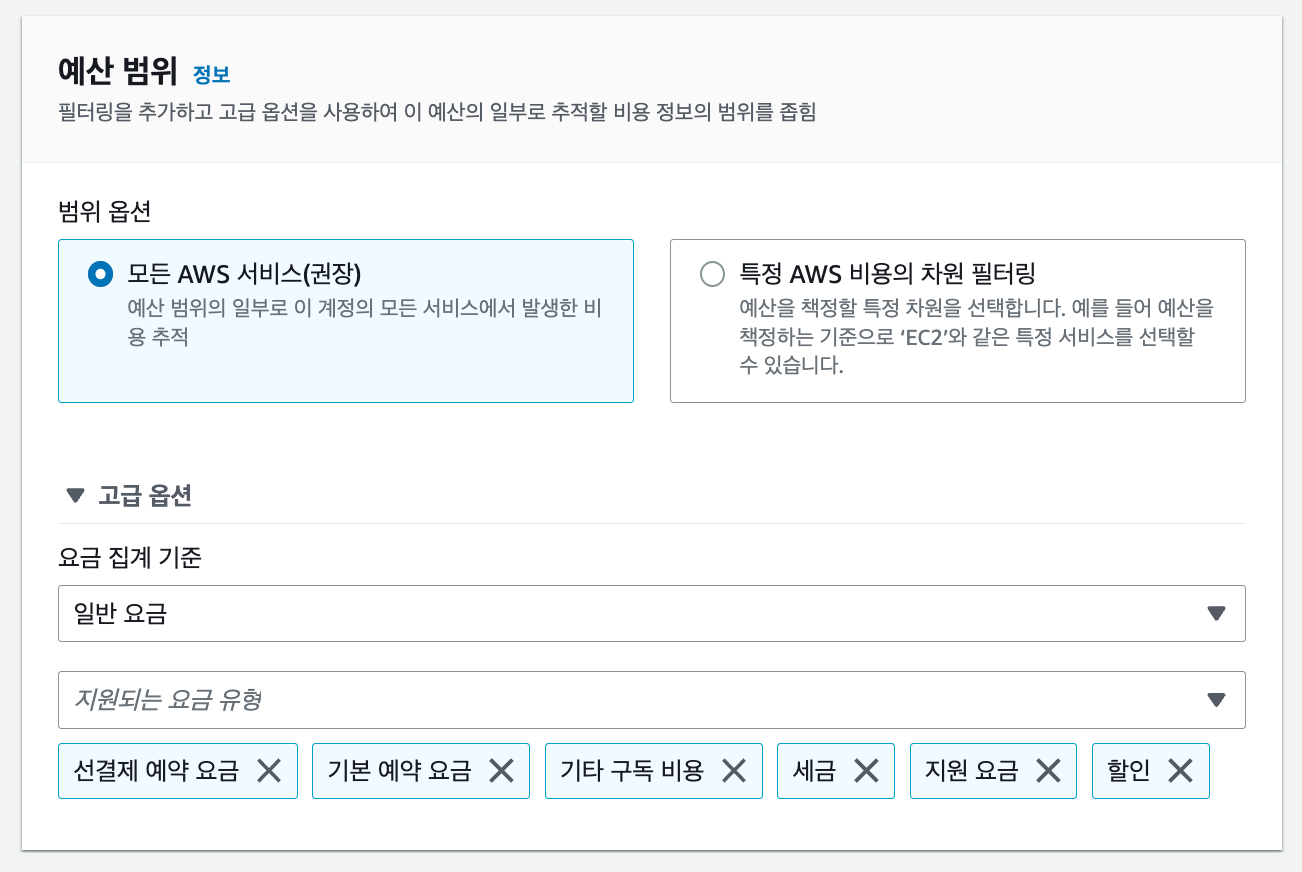 예산 범위 정보
필터링을 추가하고 고급 옵션을 사용하여 이 예산의 일부로 추적할 비용 정보의 범위를 좁힘
범위 옵션
모든 AWS 서비스(권장)
예산 범위의 일부로 이 계정의 모든 서비스에서 발생한 비
용 추적
특정 AWS 비용의 차원 필터링
예산을 책정할 특정 차원을 선택합니다. 예를 들어 예산을
책정하는 기준으로 ‘EC2’와 같은 특정 서비스를 선택할
수 있습니다.
고급 옵션
요금 집계 기준
일반 요금
지원되는 요금 유형
선결제 예약 요금 기본 예약 요금 기타 구독 비용 세금 지원 요금 할인